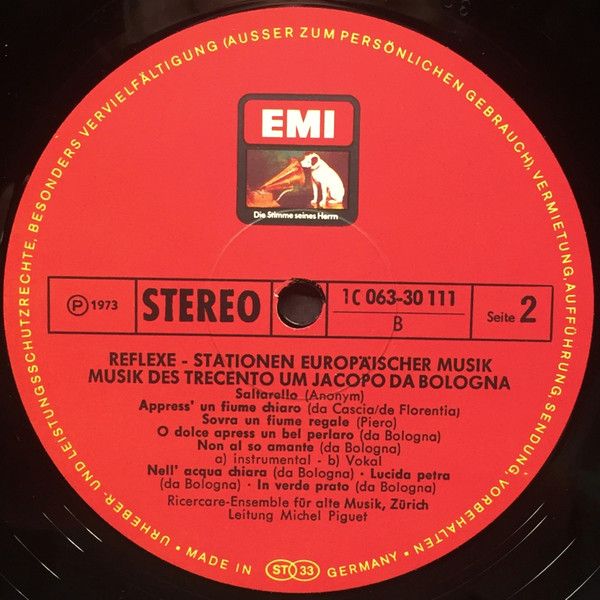 URHEBER- UND LEISTUNGSSCHUTZRECHTE, BESONDERS VERVIELFÄLTIGUNG (AUSSER ZUM PERSÖNLICHEN GEBRAUCH), VERMIETUNG, AUFFÜHRUNG, SENDUNG, VORBEHALTEN •
EMI
Die Stimme seines Herrn
Ⓟ 1973
STEREO
1C 063-30 111
B
Seite 2
REFLEXE - STATIONEN EUROPÄISCHER MUSIK
MUSIK DES TRECENTO UM JACOPO DA BOLOGNA
Saltarello (Anonym)
Appress' un fiume chiaro (da Cascia/de Florentia)
Sovra un fiume regale (Piero)
O dolce apress un bel perlaro (da Bologna)
Non al so amante (da Bologna)
a) instrumental - b) Vokal
Nell' acqua chiara (da Bologna) · Lucida petra
(da Bologna) · In verde prato (da Bologna)
Ricercare-Ensemble für alte Musik, Zürich
Leitung Michel Piguet
• MADE IN ST 33 GERMANY •